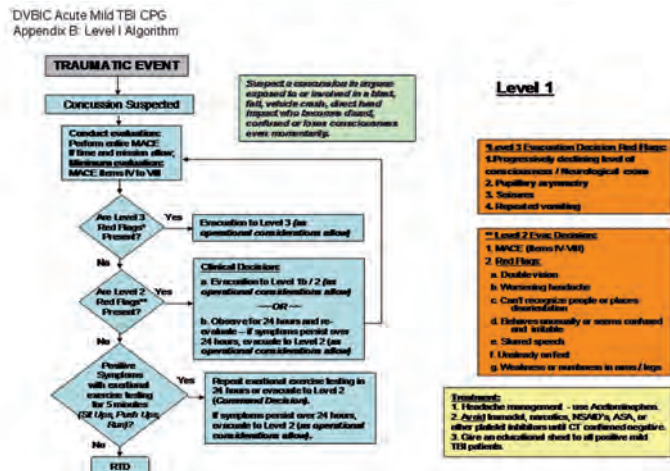 DVBIC Acute Mild TBI CPG
Appendix B: Level I Algorithm
TRAUMATIC EVENT
Concussion Suspected
Suspect a concussion in anyone
exposed to or involved in a blast,
fall, vehicle crash, direct head
impact who becomes dazed,
confused or loses consciousness
even momentarily.
Conduct evaluation:
Perform entire MACE
if time and mission allow;
Minimum evaluation:
MACE Items IV to VIII
Are Level 3
Red Flags*
Present?
Yes
Evacuation to Level 3 (as
operational considerations allow)
No
Are Level 2
Red Flags**
Present?
Yes
Clinical Decision:
a. Evacuation to Level 1b / 2 (as
operational considerations allow)
---OR---
b. Observe for 24 hours and re-
evaluate – if symptoms persist over
24 hours, evacuate to Level 2 (as
operational considerations allow)
No
Positive
Symptoms
with exertional
exercise testing
for 5 minutes
(Sit Ups, Push Ups,
Run)?
Yes
Repeat exertional exercise testing in
24 hours or evacuate to Level 2
(Command Decision).
If symptoms persist over 24 hours,
evacuate to Level 2 (as operational
considerations allow).
No
RTD
Level 1
*Level 3 Evacuation Decision Red Flags:
1.Progressively declining level of
consciousness / Neurological exam
2. Pupillary asymmetry
3. Seizures
4. Repeated vomiting
** Level 2 Evac Decision:
1. MACE (Items IV-VIII)
2. Red Flags:
a. Double vision
b. Worsening headache
c. Can't recognize people or places
disorientation
d. Behaves unusually or seems confused
and irritable
e. Slurred speech
f. Unsteady on feet
g. Weakness or numbness in arms / legs
Treatment:
1. Headache management - use Acetominophen.
2. Avoid tramadol, narcotics, NSAID's, ASA, or
other platelet inhibitors until CT confirmed negative.
3. Give an educational sheet to all positive mild
TBI patients.